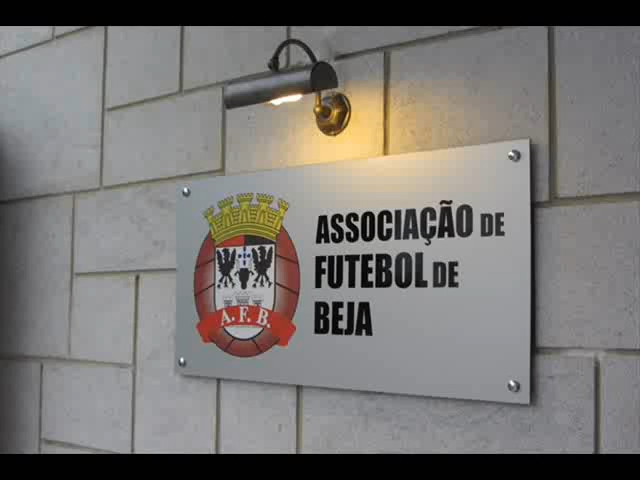 ASSOCIAÇÃO DE
FUTEBOL DE
BEJA
A. F. B.